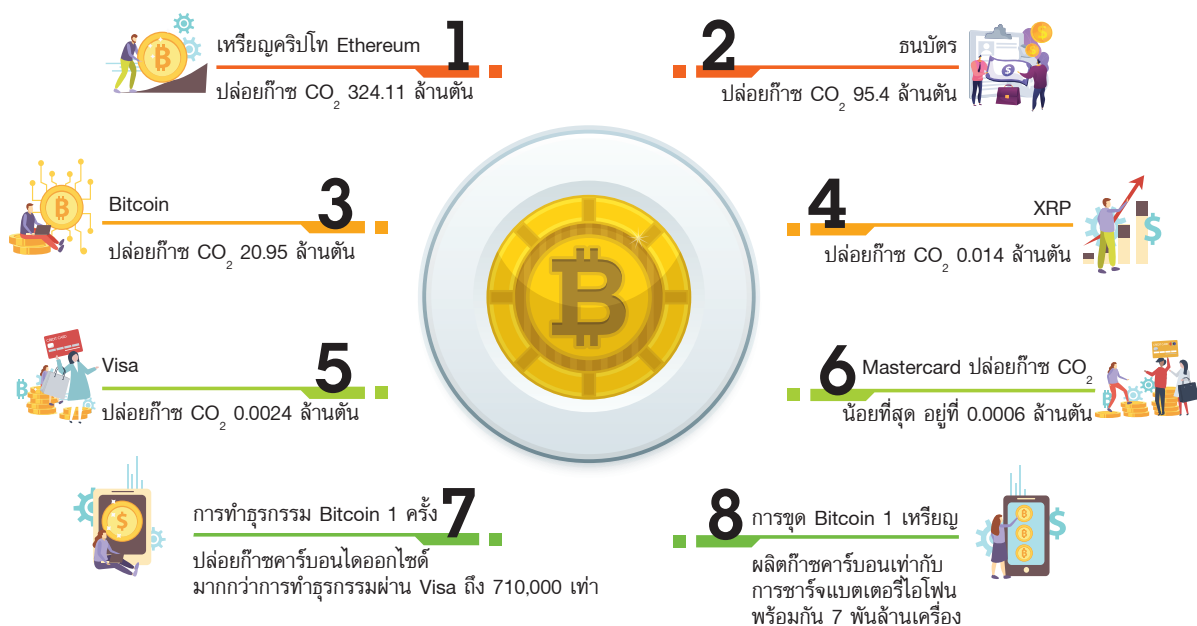 1
เหรียญคริปโท Ethereum
ปล่อยก๊าซ CO₂ 324.11 ล้านตัน
2
ธนบัตร
ปล่อยก๊าซ CO₂ 95.4 ล้านตัน
3
Bitcoin
ปล่อยก๊าซ CO₂ 20.95 ล้านตัน
4
XRP
ปล่อยก๊าซ CO₂ 0.014 ล้านตัน
5
Visa
ปล่อยก๊าซ CO₂ 0.0024 ล้านตัน
6
Mastercard ปล่อยก๊าซ CO₂
น้อยที่สุด อยู่ที่ 0.0006 ล้านตัน
7
การทำธุรกรรม Bitcoin 1 ครั้ง
ปล่อยก๊าซคาร์บอนไดออกไซด์
มากกว่าการทำธุรกรรมผ่าน Visa ถึง 710,000 เท่า
8
การขุด Bitcoin 1 เหรียญ
ผลิตก๊าซคาร์บอนเท่ากับ
การชาร์จแบตเตอรี่ไอโฟน
พร้อมกัน 7 พันล้านเครื่อง